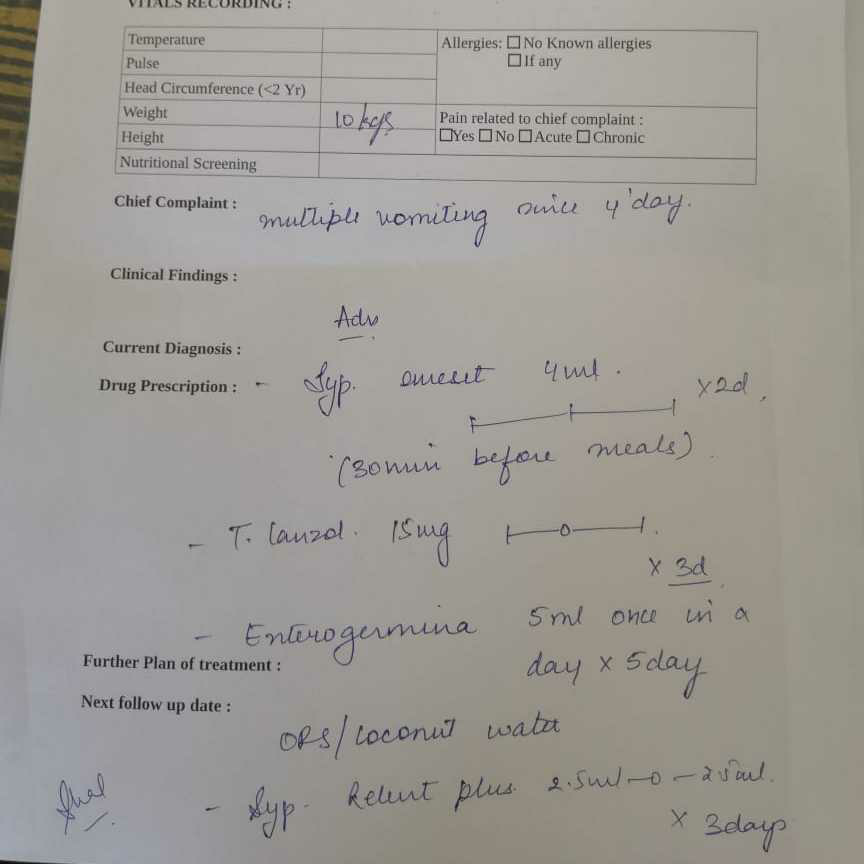 VITALS RECORDING :
Temperature
Allergies: ☐ No Known allergies
Pulse
☐ If any
Head Circumference (<2 Yr)
Weight
10 kgs
Pain related to chief complaint :
Height
☐Yes ☐ No ☐ Acute ☐ Chronic
Nutritional Screening
Chief Complaint : multiple vomiting since 4 'day.
Clinical Findings :
Adv
Current Diagnosis :
Drug Prescription : - Syp. emeset 4ml.
x2d,
(30min before meals).
- T. Lanzol. 15mg |—0—|.
x 3d
- Enterogermina 5ml once in a
Further Plan of treatment :
day x 5day
Next follow up date :
ORS/coconut water
- Syp. Relent plus. 2.5ml—0—2.5ml.
x 3days